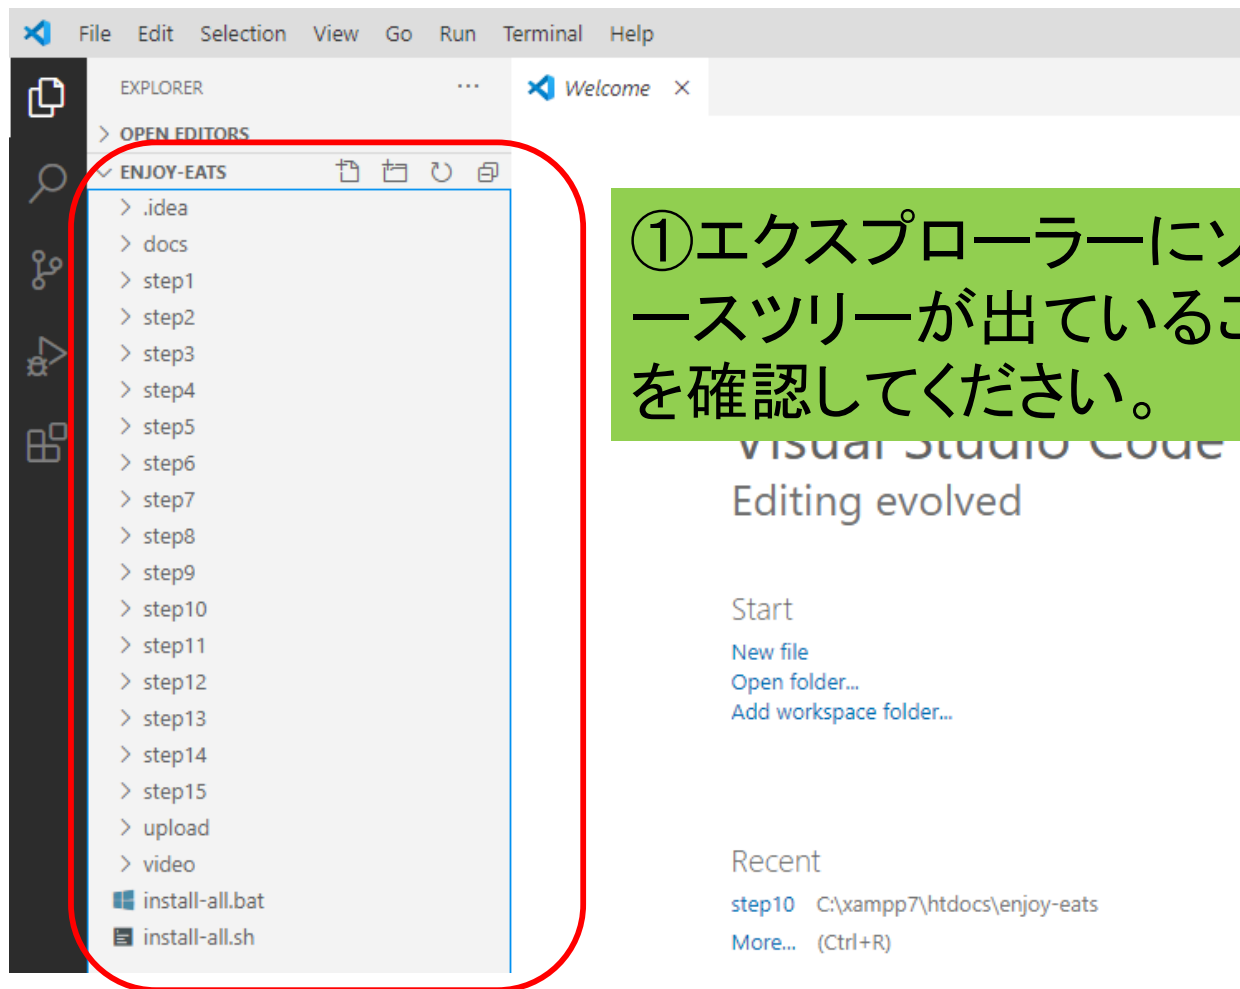 File Edit Selection View Go Run Terminal Help
EXPLORER
Welcome
OPEN EDITORS
ENJOY-EATS
.idea
docs
step1
step2
step3
step4
step5
step6
step7
step8
step9
step10
step11
step12
step13
step14
step15
upload
video
install-all.bat
install-all.sh
①エクスプローラーにソ
ースツリーが出ているこ
を確認してください。
Visual Studio Code
Editing evolved
Start
New file
Open folder...
Add workspace folder...
Recent
step10 C:\xampp7\htdocs\enjoy-eats
More... (Ctrl+R)